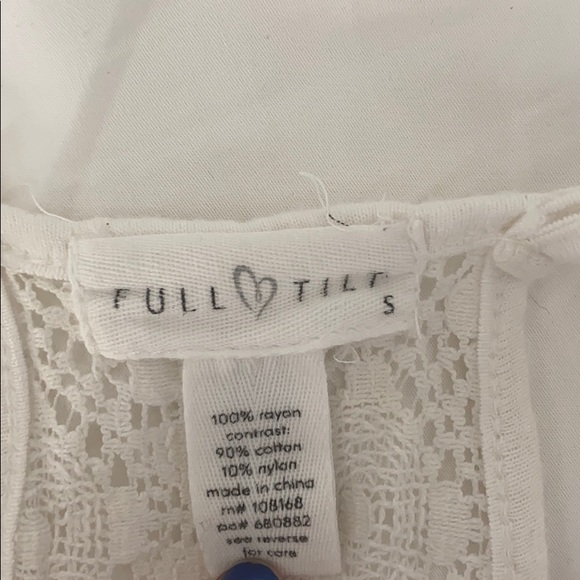 FULL TILT
S
100% rayon
contrast:
90% cotton
10% nylon
made in china
rn# 108168
po# 680882
see reverse
for care